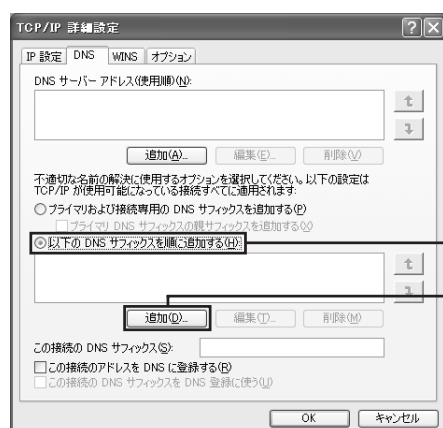 TCP/IP 詳細設定
IP 設定 DNS WINS オプション
DNS サーバー アドレス(使用順)(N):
追加(A)... 編集(E)... 削除(V)
不適切な名前の解決に使用するオプションを選択してください。以下の設定は
TCP/IP が使用可能になっている接続すべてに適用されます:
プライマリおよび接続専用の DNS サフィックスを追加する(P)
プライマリ DNS サフィックスの親サフィックスを追加する(X)
以下の DNS サフィックスを順に追加する(H):
追加(D)... 編集(T)... 削除(M)
この接続の DNS サフィックス(S):
この接続のアドレスを DNS に登録する(R)
この接続の DNS サフィックスを DNS 登録に使う(U)
OK キャンセル